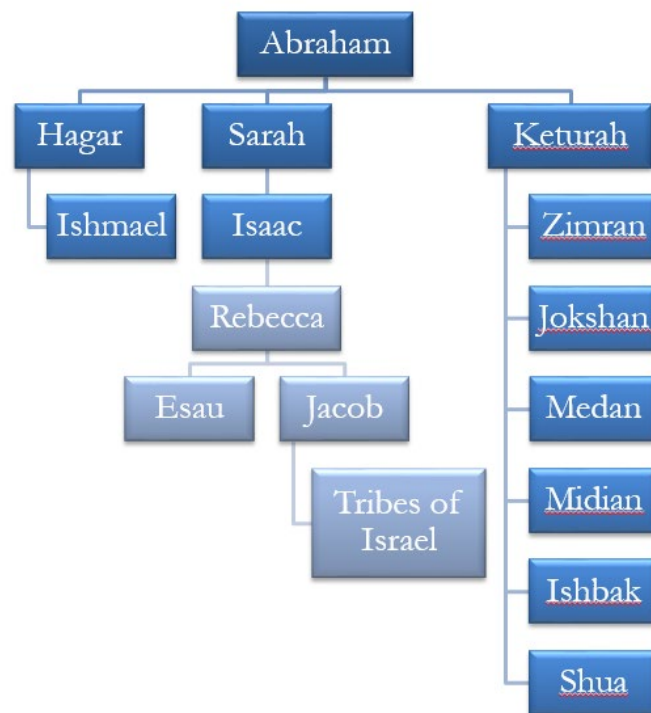 Abraham
Hagar
Sarah
Keturah
Ishmael
Isaac
Zimran
Rebecca
Jokshan
Esau
Jacob
Medan
Tribes of
Israel
Midian
Ishbak
Shua